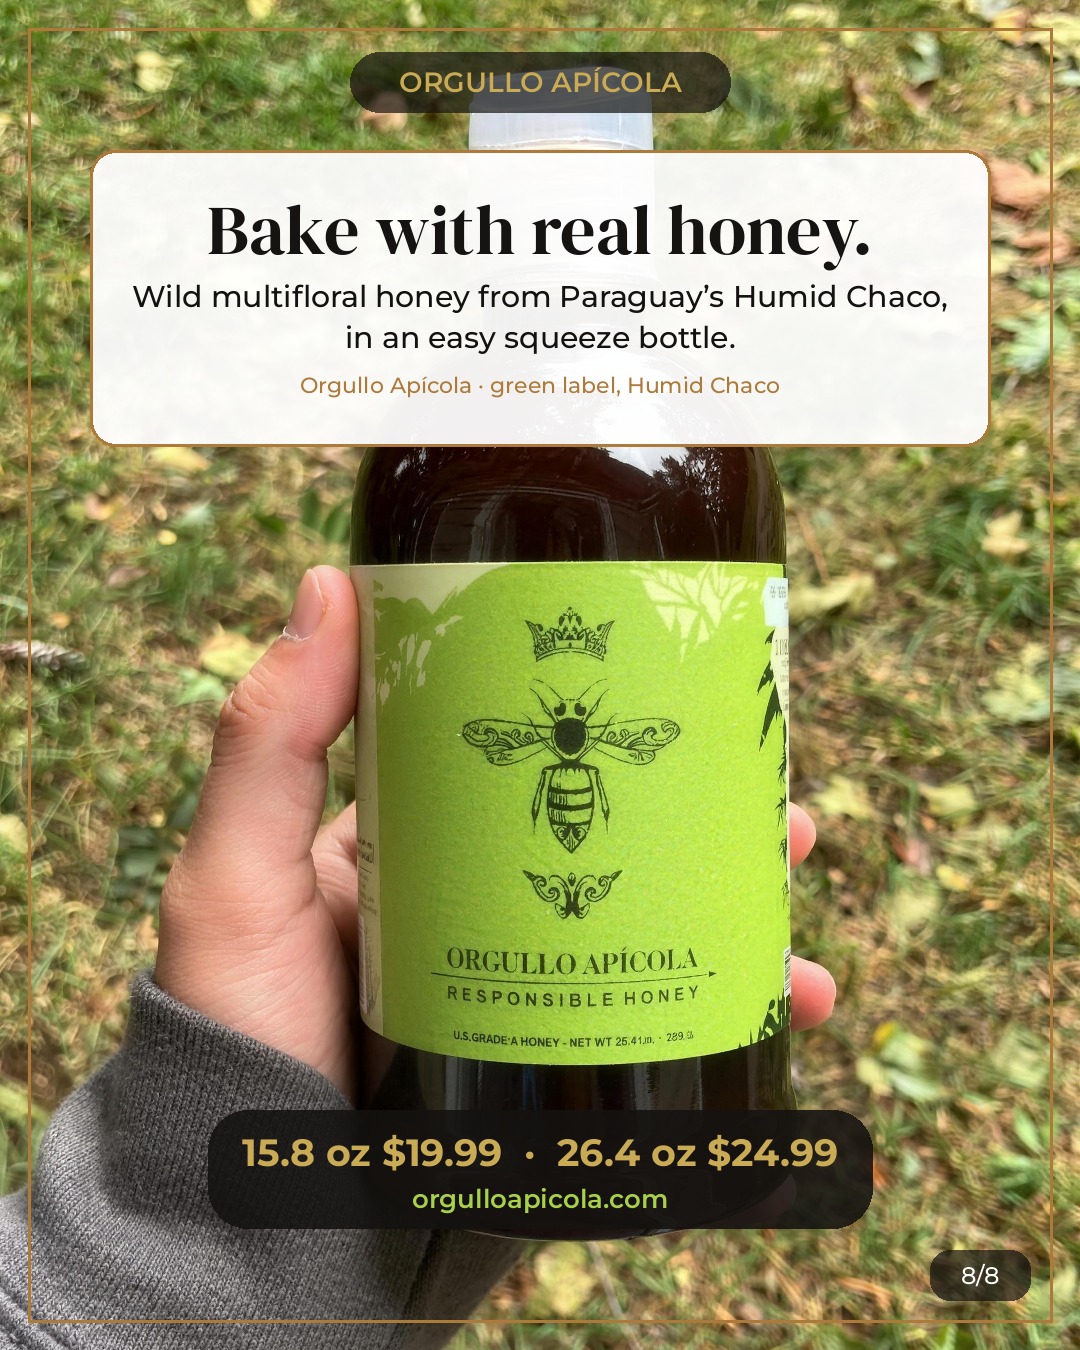 ORGULLO APÍCOLA
Bake with real honey.
Wild multifloral honey from Paraguay’s Humid Chaco,
in an easy squeeze bottle.
Orgullo Apícola · green label, Humid Chaco
ORGULLO APÍCOLA
RESPONSIBLE HONEY
U.S.GRADE·A HONEY - NET WT 25.4
15.8 oz $19.99 · 26.4 oz $24.99
orgulloapicola.com
8/8